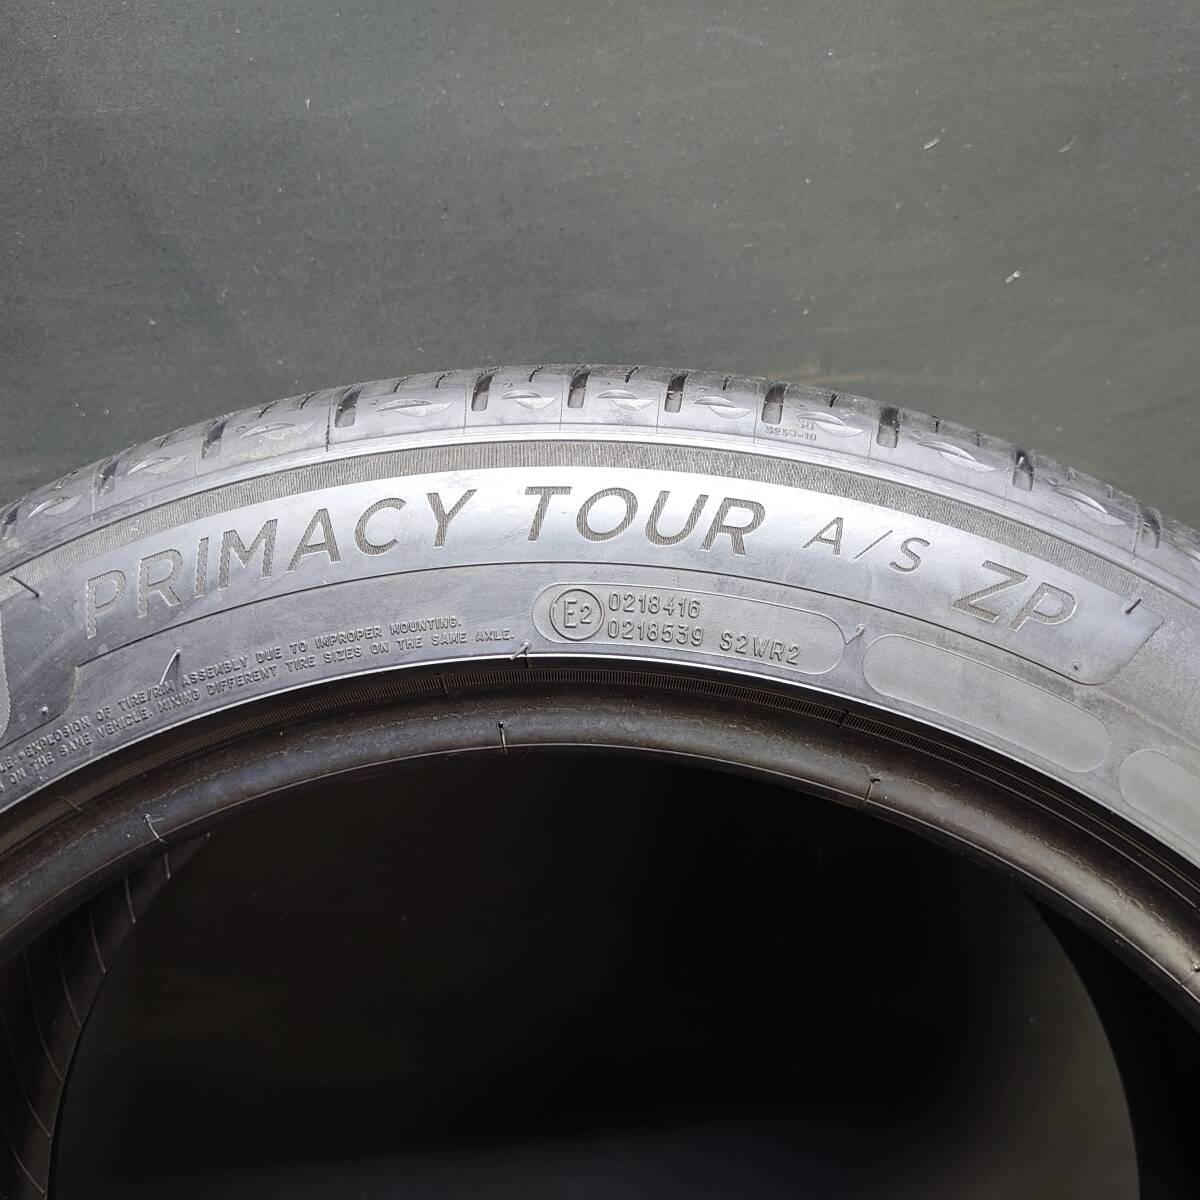 PRIMACY TOUR A/S ZP
E2
0218416
0218539 S2WR2
EXPLOSION OF TIRE/RIM ASSEMBLY DUE TO IMPROPER MOUNTING.
ON THE SAME VEHICLE. MIXING DIFFERENT TIRE SIZES ON THE SAME AXLE.